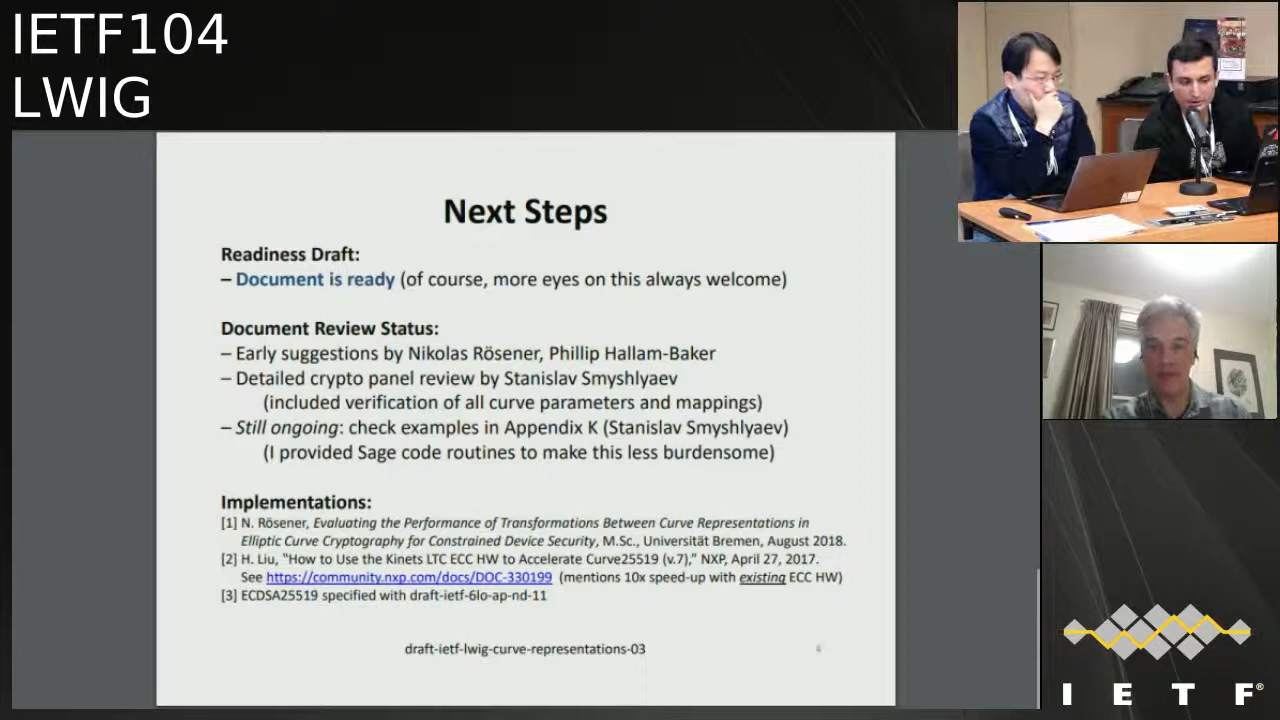 IETF104
LWIG
Next Steps
Readiness Draft:
– Document is ready (of course, more eyes on this always welcome)
Document Review Status:
– Early suggestions by Nikolas Rösener, Phillip Hallam-Baker
– Detailed crypto panel review by Stanislav Smyshlyaev
(included verification of all curve parameters and mappings)
– Still ongoing: check examples in Appendix K (Stanislav Smyshlyaev)
(I provided Sage code routines to make this less burdensome)
Implementations:
[1] N. Rösener, Evaluating the Performance of Transformations Between Curve Representations in
Elliptic Curve Cryptography for Constrained Device Security, M.Sc., Universität Bremen, August 2018.
[2] H. Liu, "How to Use the Kinets LTC ECC HW to Accelerate Curve25519 (v.7)," NXP, April 27, 2017.
See https://community.nxp.com/docs/DOC-330199 (mentions 10x speed-up with existing ECC HW)
[3] ECDSA25519 specified with draft-ietf-6lo-ap-nd-11
draft-ietf-lwig-curve-representations-03
I E T F®